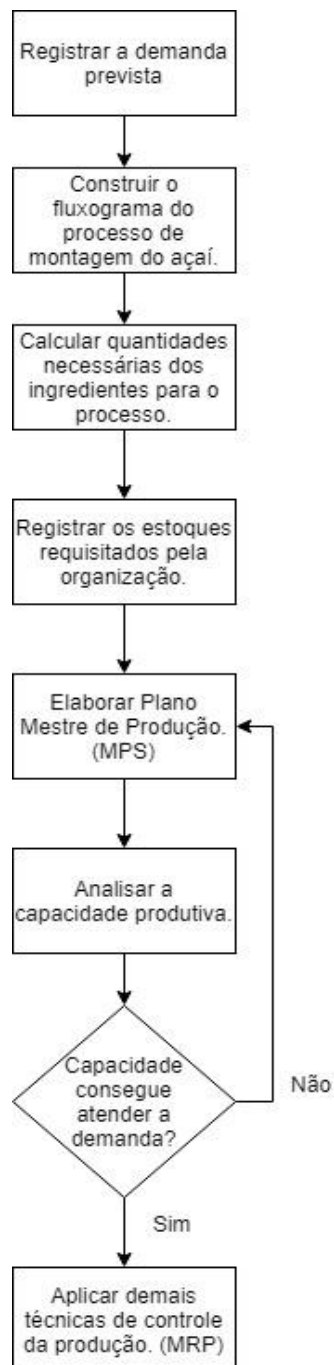 Registrar a demanda
prevista
Construir o
fluxograma do
processo de
montagem do açaí.
Calcular quantidades
necessárias dos
ingredientes para o
processo.
Registrar os estoques
requisitados pela
organização.
Elaborar Plano
Mestre de Produção.
(MPS)
Analisar a
capacidade produtiva.
Capacidade
consegue
atender a
demanda?
Não
Sim
Aplicar demais
técnicas de controle
da produção. (MRP)